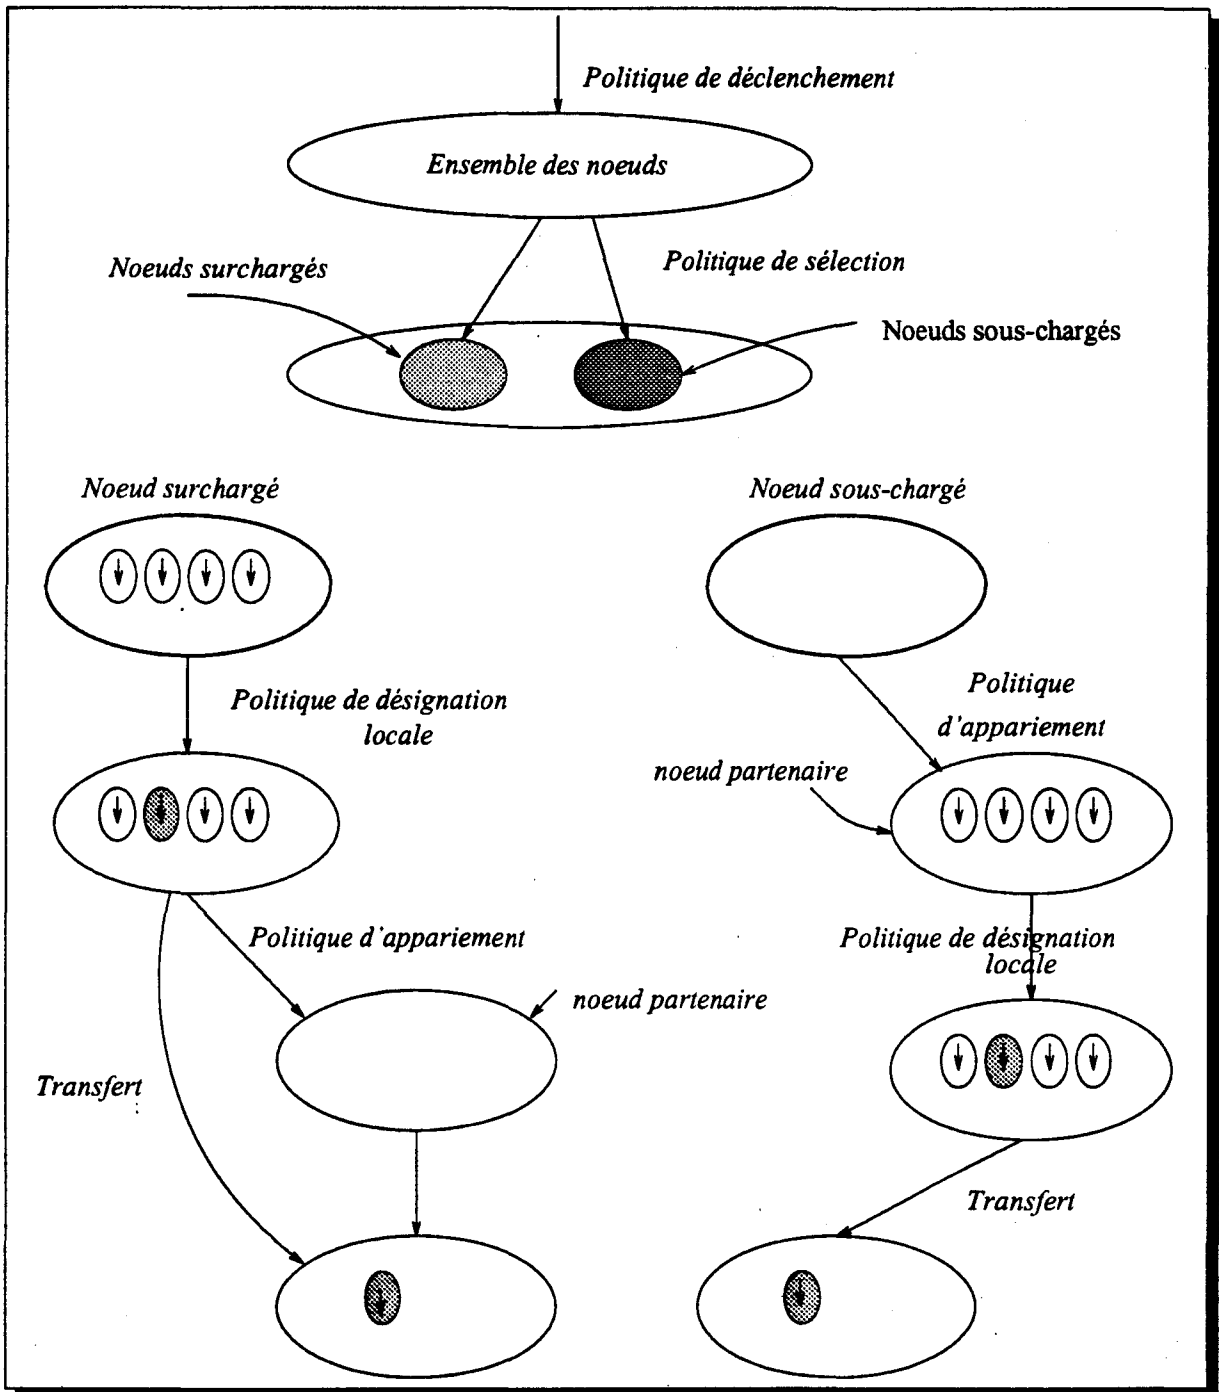 Politique de déclenchement
Ensemble des noeuds
Noeuds surchargés
Politique de sélection
Noeuds sous-chargés
Noeud surchargé
Noeud sous-chargé
Politique de désignation
locale
Politique
d'appariement
noeud partenaire
Politique d'appariement
Politique de désignation
locale
noeud partenaire
Transfert
Transfert